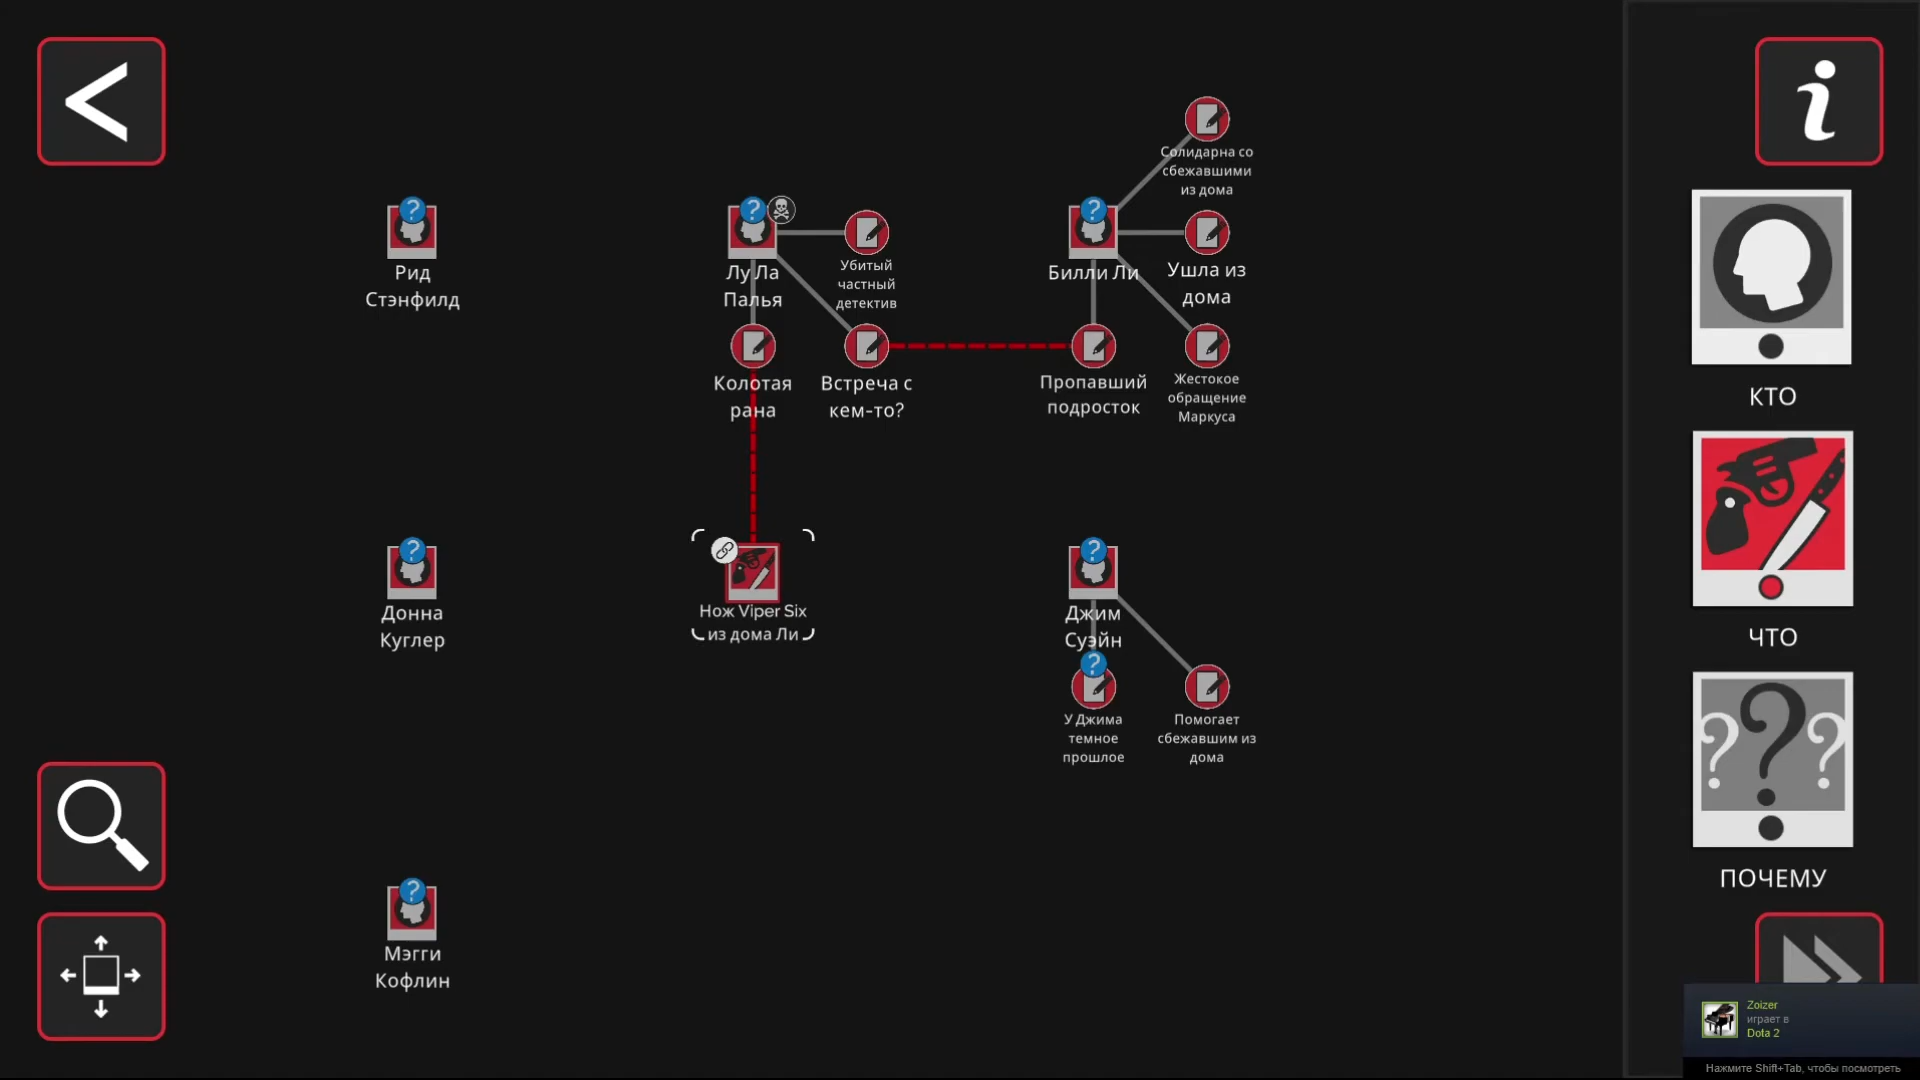 Солидарна со
сбежавшими
из дома
Рид
Стэнфилд
Лу Ла
Палья
Убитый
частный
детектив
Билли Ли
Ушла из
дома
Колотая
рана
Встреча с
кем-то?
Пропавший
подросток
Жестокое
обращение
Маркуса
Донна
Куглер
Нож Viper Six
из дома Ли
Джим
Суэйн
У Джима
темное
прошлое
Помогает
сбежавшим из
дома
Мэгги
Кофлин
КТО
ЧТО
ПОЧЕМУ
Zoizer
играет в
Dota 2
Нажмите Shift+Tab, чтобы посмотреть